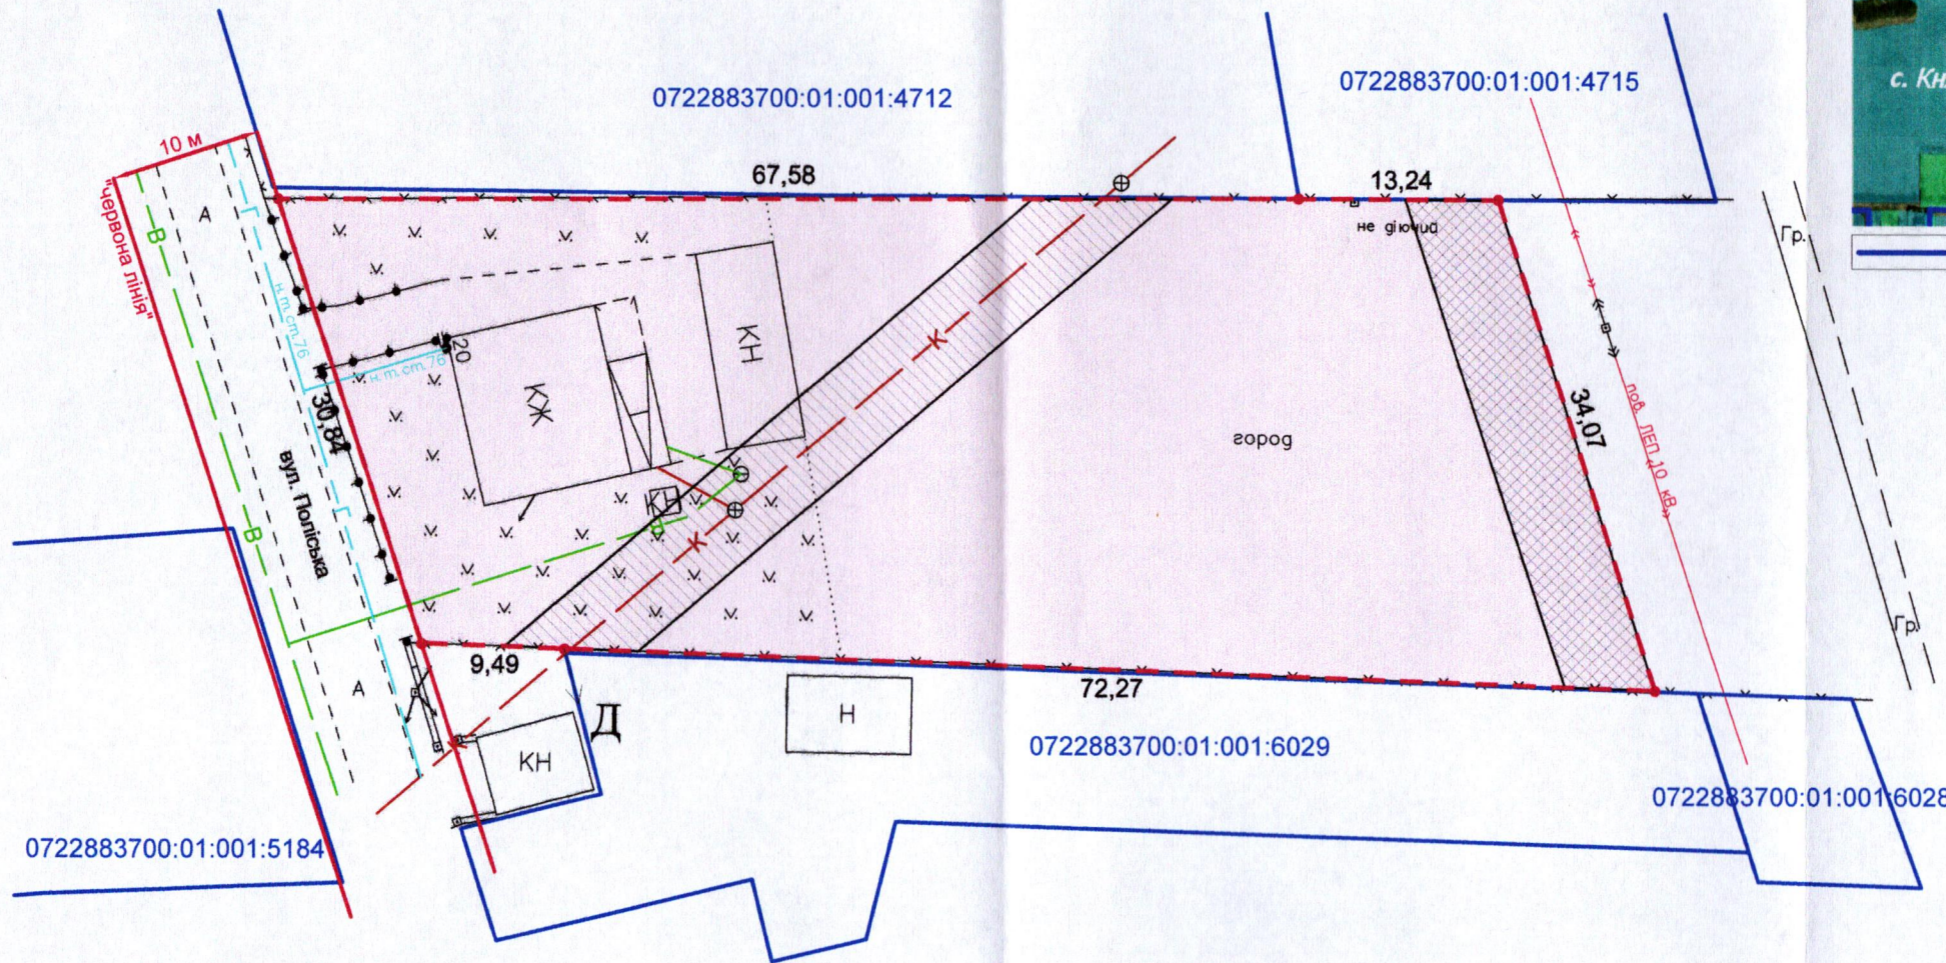 0722883700:01:001:4712
0722883700:01:001:4715
с. Кн
10 м
"червона лінія"
67,58
13,24
не діючий
А
В
Г
н.т.ст.76
н.т.ст.76
20
КЖ
КН
К
Гр.
30,84
вул. Поліська
город
34,07
пов. ЛЕП 10 кВ
КН
В
Г
В
К
А
9,49
72,27
Д
Н
КН
Гр.
0722883700:01:001:6029
0722883700:01:001:6028
0722883700:01:001:5184